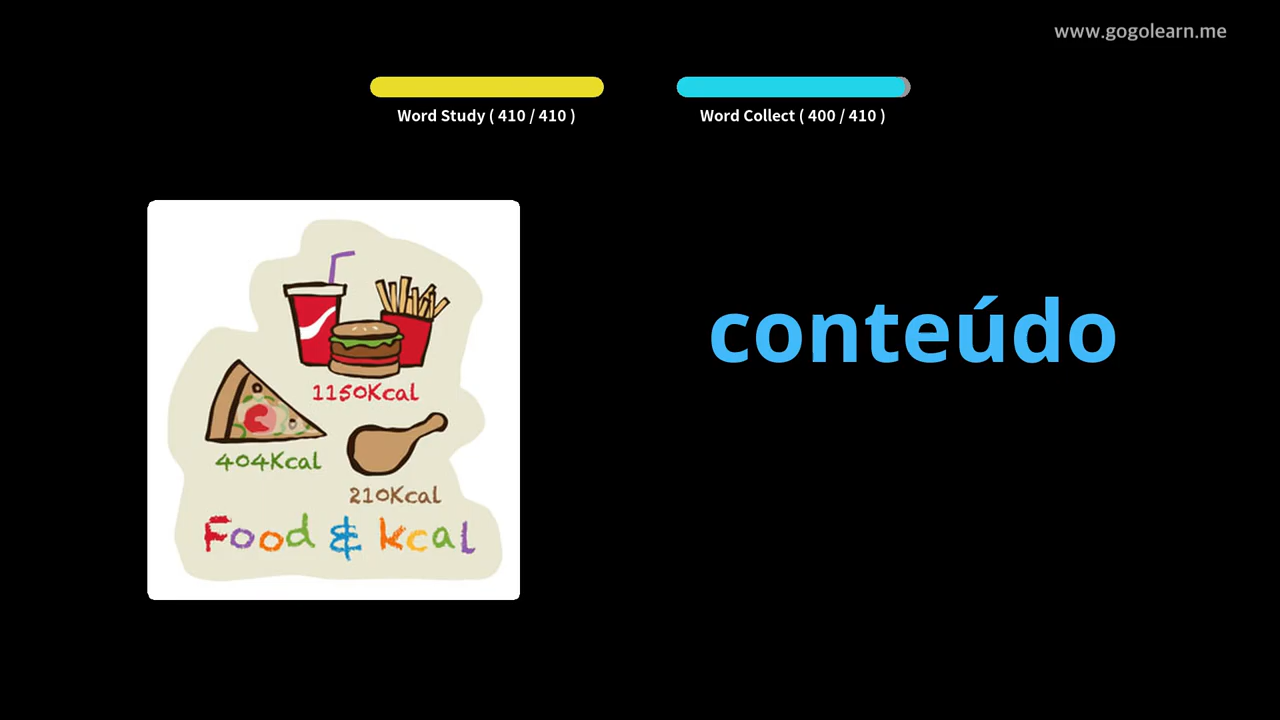 www.gogolearn.me
Word Study ( 410 / 410 )
Word Collect ( 400 / 410 )
conteúdo
1150Kcal
404Kcal
210Kcal
Food & kcal